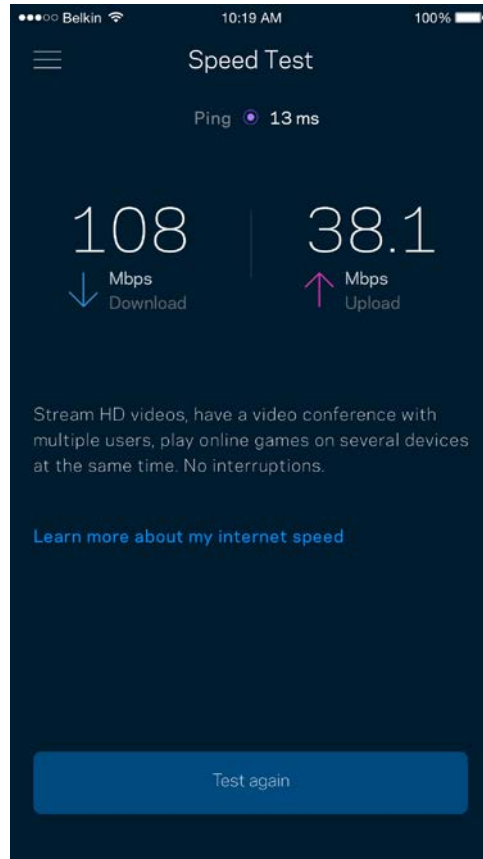 Belkin 10:19 AM 100%
Speed Test
Ping 13 ms
108 38.1
Mbps Mbps
Download Upload
Stream HD videos, have a video conference with
multiple users, play online games on several devices
at the same time. No interruptions.
Learn more about my internet speed
Test again